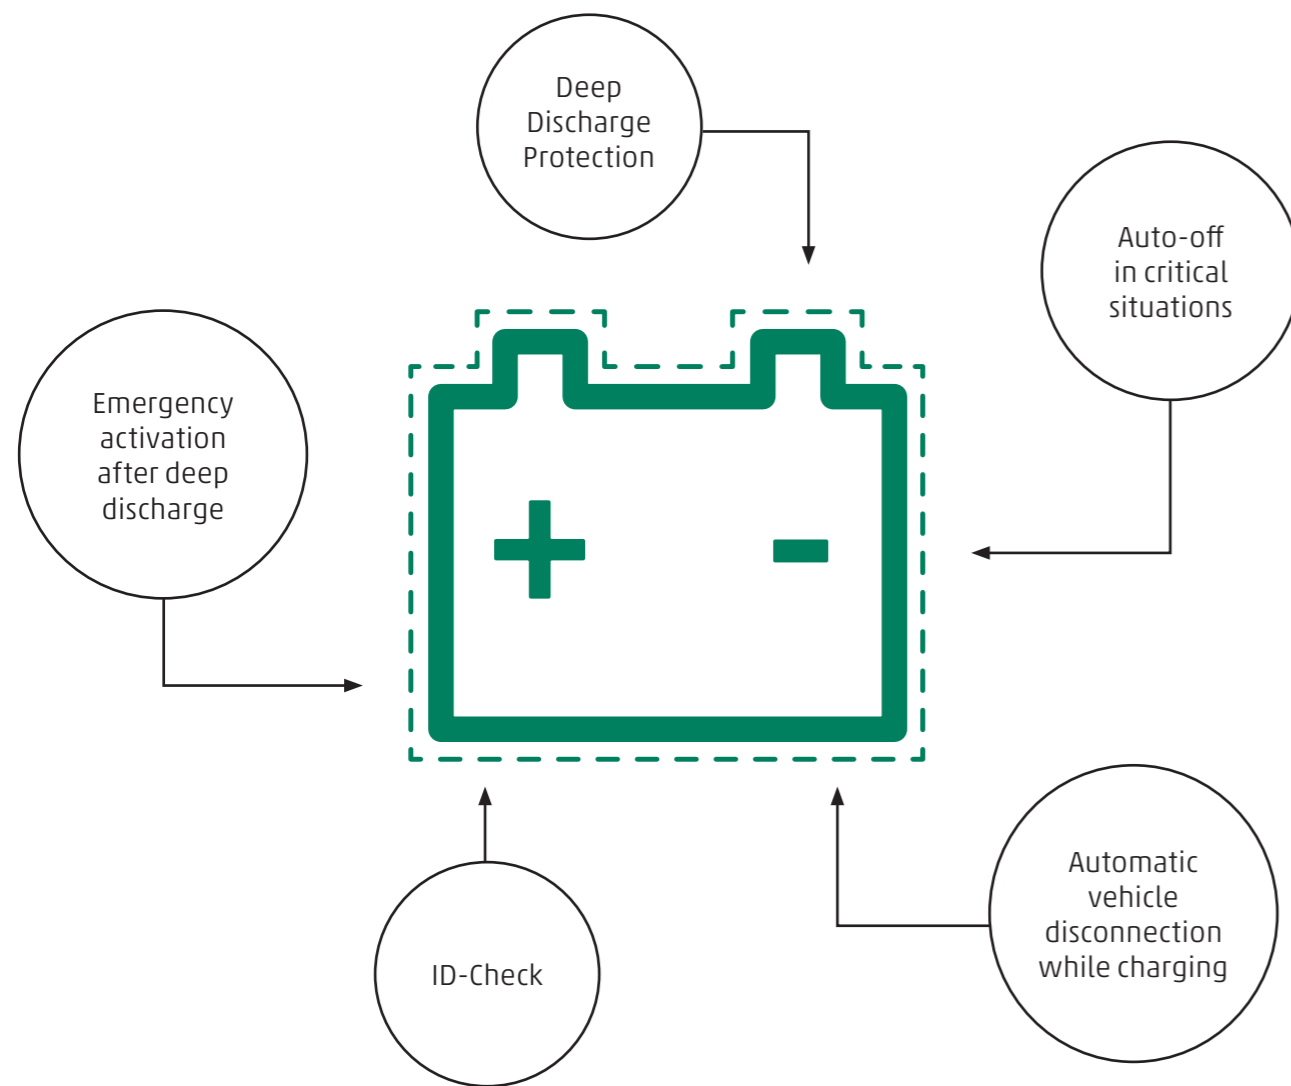 Deep
Discharge
Protection
Auto-off
in critical
situations
Emergency
activation
after deep
discharge
+
-
ID-Check
Automatic
vehicle
disconnection
while charging